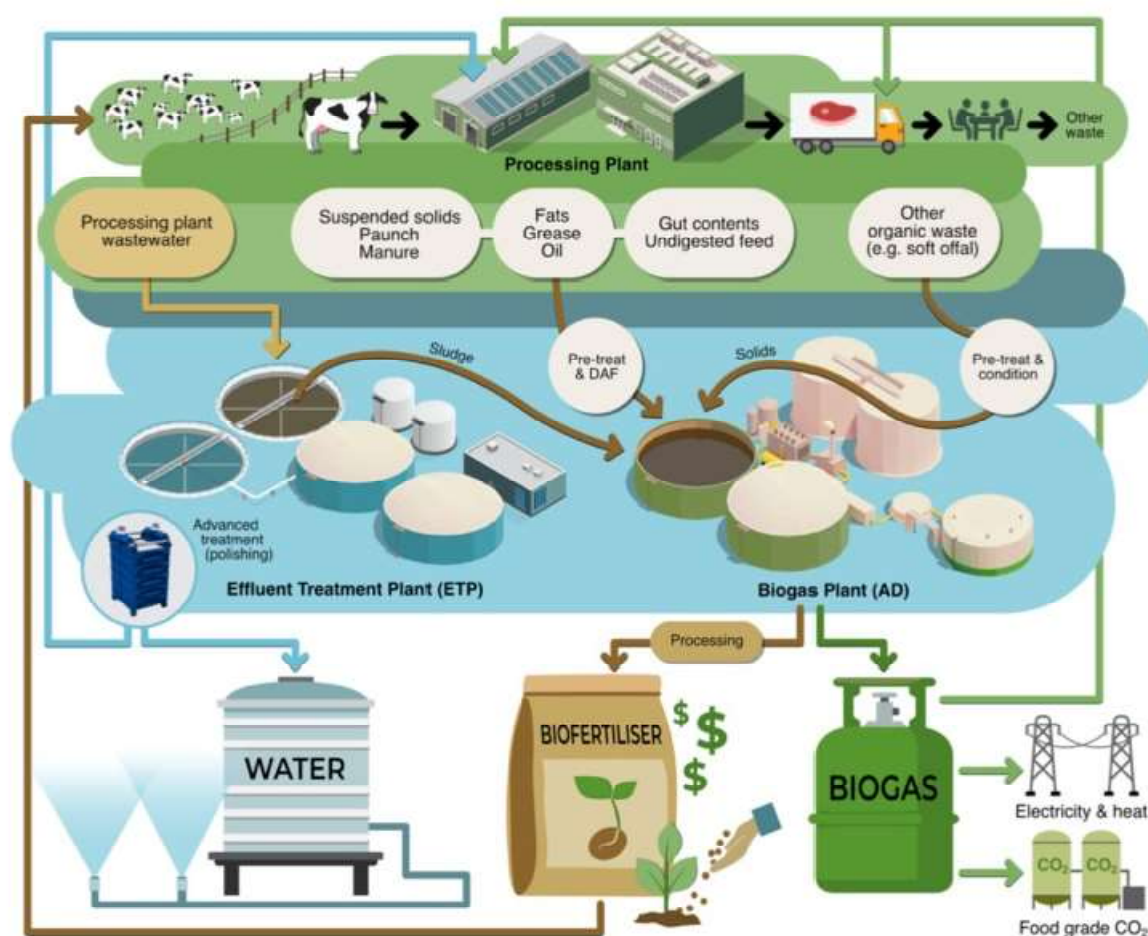 Other
waste
Processing Plant
Processing plant
wastewater
Suspended solids
Paunch
Manure
Fats
Grease
Oil
Gut contents
Undigested feed
Other
organic waste
(e.g. soft offal)
Sludge
Pre-treat
& DAF
Solids
Pre-treat &
condition
Advanced
treatment
(polishing)
Effluent Treatment Plant (ETP)
Biogas Plant (AD)
Processing
WATER
BIOFERTILISER
$
$
$
BIOGAS
Electricity & heat
CO₂
CO₂
Food grade CO₂